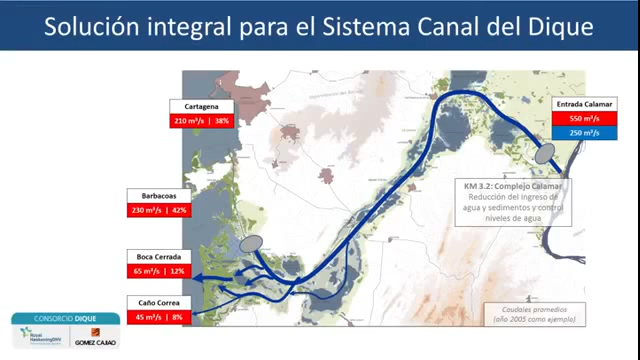 Solución integral para el Sistema Canal del Dique
Cartagena
210 m³/s | 38%
Entrada Calamar
550 m³/s
250 m³/s
KM 3.2: Complejo Calamar
Reducción del ingreso de
agua y sedimentos y control
niveles de agua
Barbacoas
230 m³/s | 42%
Boca Cerrada
65 m³/s | 12%
Caño Correa
45 m³/s | 8%
Caudales promedios
(año 2005 como ejemplo)
CONSORCIO DIQUE
Royal
HaskoningDHV
GOMEZ CAJIAO